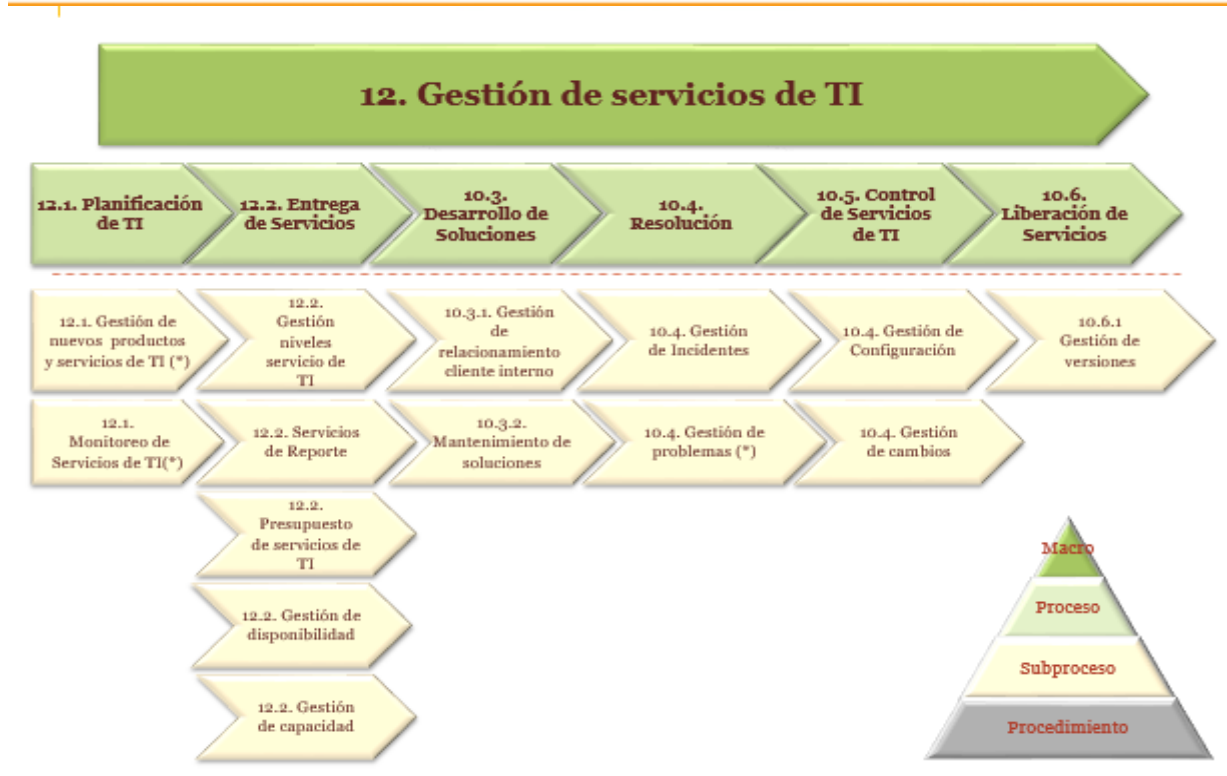 12. Gestión de servicios de TI
12.1. Planificación
de TI
12.2. Entrega
de Servicios
10.3.
Desarrollo de
Soluciones
10.4.
Resolución
10.5. Control
de Servicios
de TI
10.6.
Liberación de
Servicios
12.1. Gestión de
nuevos productos
y servicios de TI (*)
12.2.
Gestión
niveles
servicio de
TI
10.3.1. Gestión
de
relacionamiento
cliente interno
10.4. Gestión
de Incidentes
10.4. Gestión de
Configuración
10.6.1
Gestión de
versiones
12.1.
Monitoreo de
Servicios de TI(*)
12.2. Servicios
de Reporte
10.3.2.
Mantenimiento de
soluciones
10.4. Gestión de
problemas (*)
10.4. Gestión
de cambios
12.2.
Presupuesto
de servicios de
TI
12.2. Gestión de
disponibilidad
12.2. Gestión
de capacidad
Macro
Proceso
Subproceso
Procedimiento